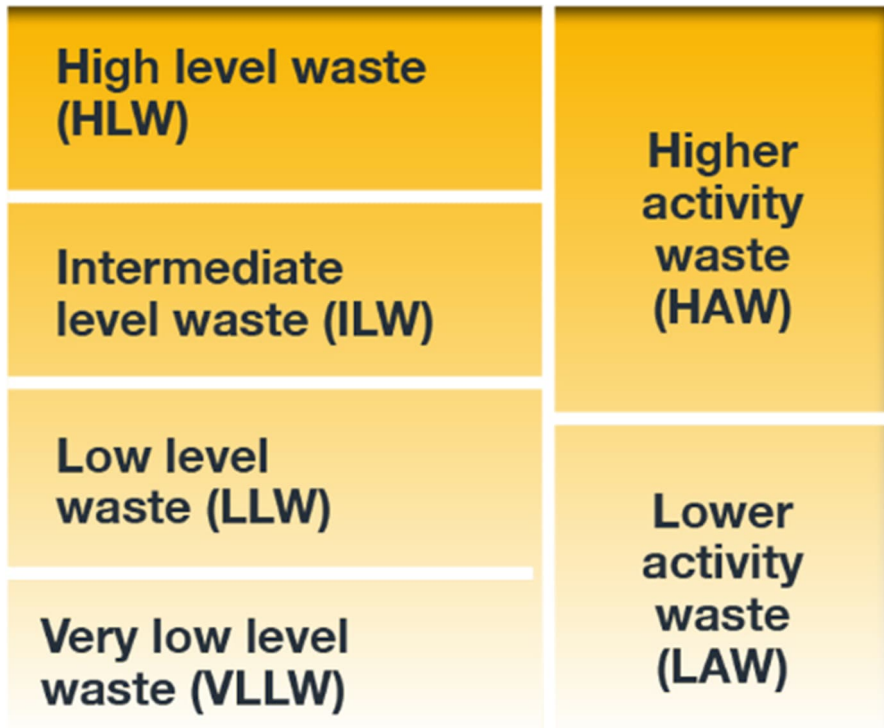 High level waste
(HLW)
Intermediate
level waste (ILW)
Low level
waste (LLW)
Very low level
waste (VLLW)
Higher
activity
waste
(HAW)
Lower
activity
waste
(LAW)